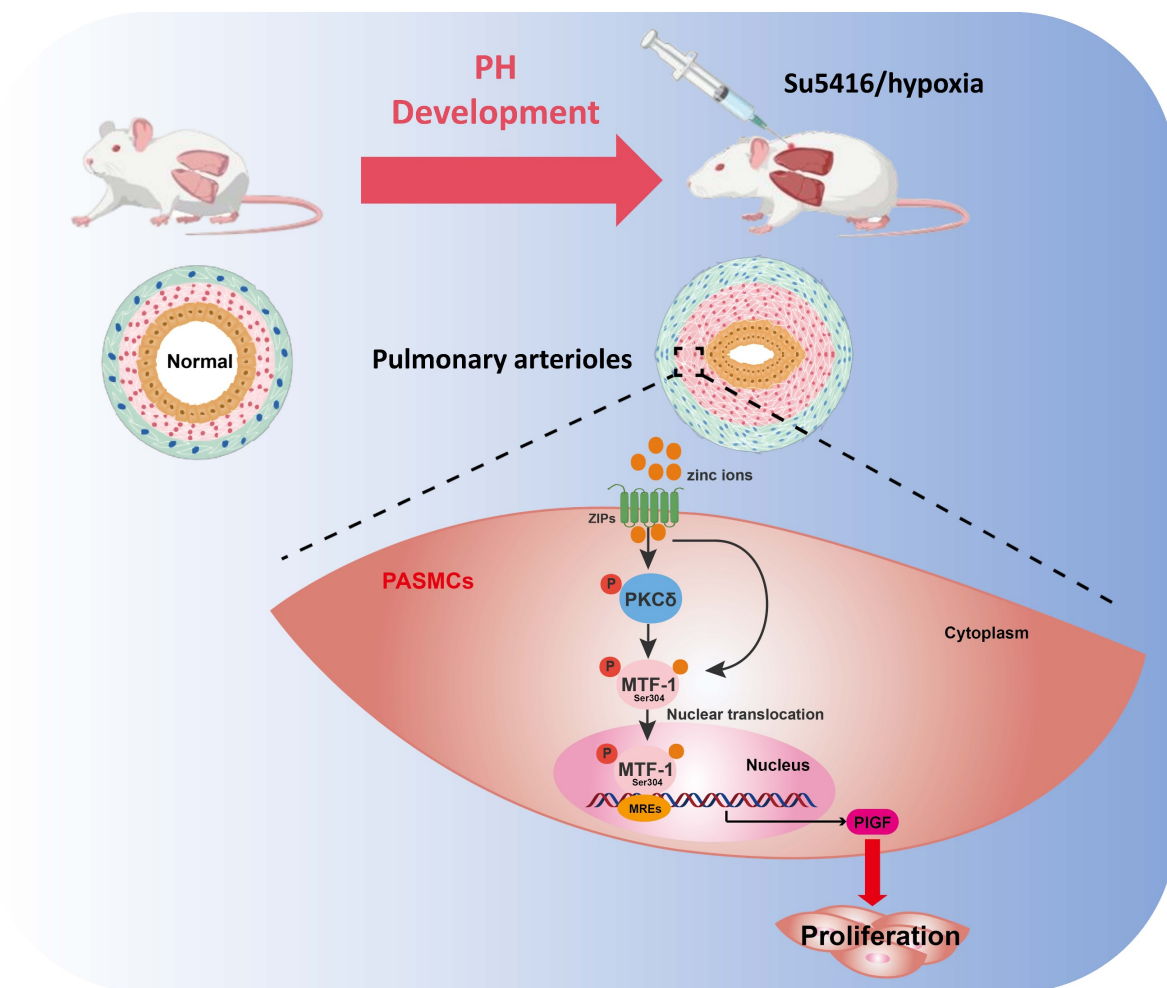 PH
Development
Su5416/hypoxia
Normal
Pulmonary arterioles
zinc ions
ZIPs
PASMCs
P
PKCδ
Cytoplasm
P
MTF-1
Ser304
Nuclear translocation
P
MTF-1
Ser304
Nucleus
MREs
PIGF
Proliferation